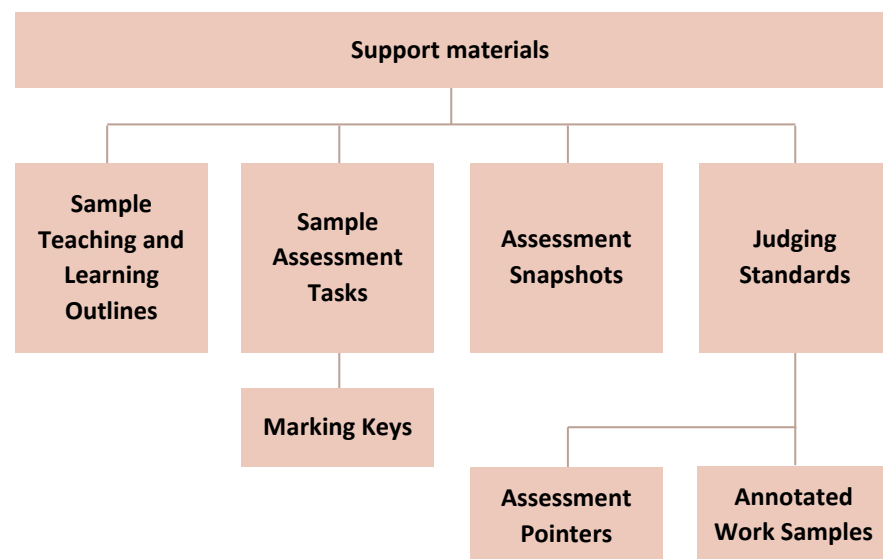 Support materials
Sample
Teaching and
Learning
Outlines
Sample
Assessment
Tasks
Assessment
Snapshots
Judging
Standards
Marking Keys
Assessment
Pointers
Annotated
Work Samples